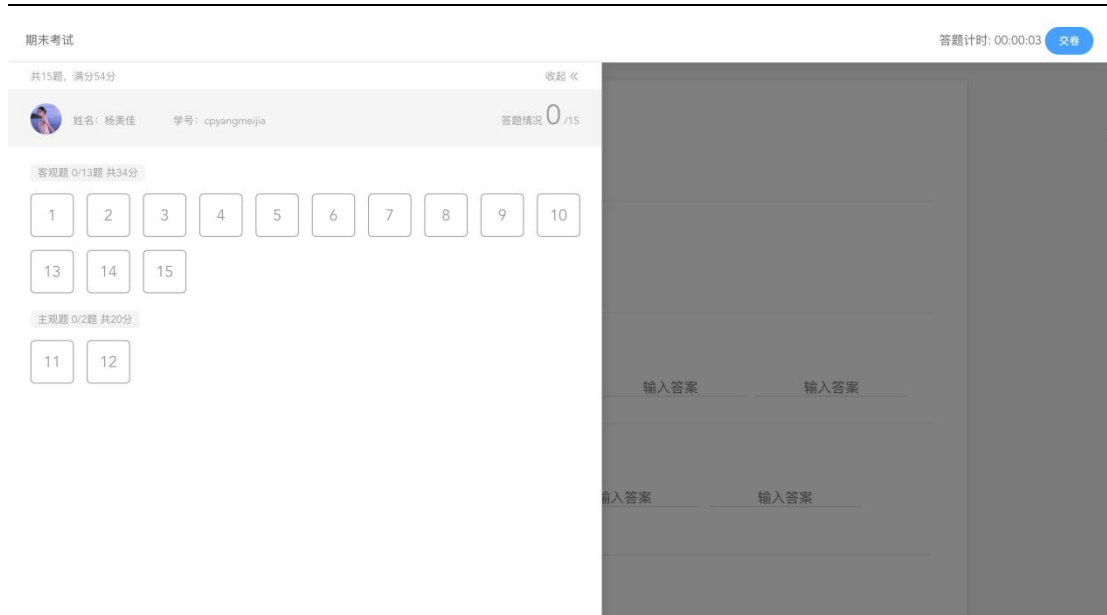 期末考试 答题计时: 00:00:03 交卷
共15题，满分54分 收起 «
姓名：杨美佳 学号：cpyangmeijia 答题情况 0 /15
客观题 0/13题 共34分
1 2 3 4 5 6 7 8 9 10
13 14 15
主观题 0/2题 共20分
11 12
输入答案 输入答案
输入答案 输入答案